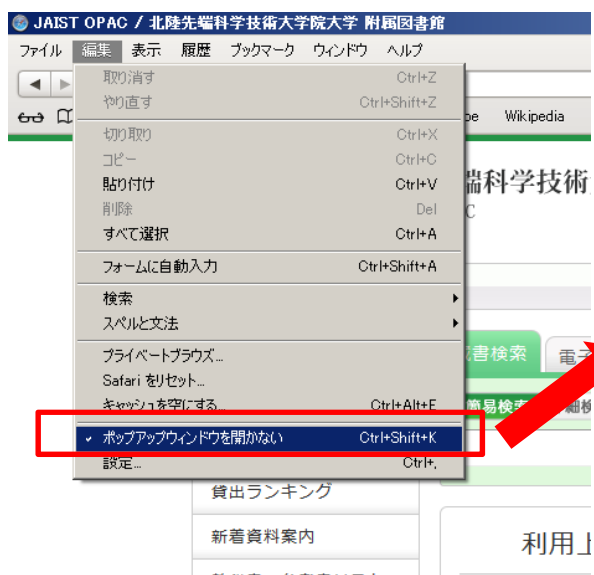 JAIST OPAC / 北陸先端科学技術大学院大学 附属図書館
ファイル 編集 表示 履歴 ブックマーク ウィンドウ ヘルプ
取り消す Ctrl+Z
やり直す Ctrl+Shift+Z
Wikipedia
切り取り Ctrl+X
コピー Ctrl+C
貼り付け Ctrl+V
端科学技術
削除 Del
C
すべて選択 Ctrl+A
フォームに自動入力 Ctrl+Shift+A
検索
スペルと文法
プライベートブラウズ...
書検索 電子
Safari をリセット...
キャッシュを空にする... Ctrl+Alt+E
簡易検索 細検
ポップアップウィンドウを開かない Ctrl+Shift+K
設定... Ctrl+,
貸出ランキング
新着資料案内
利用上